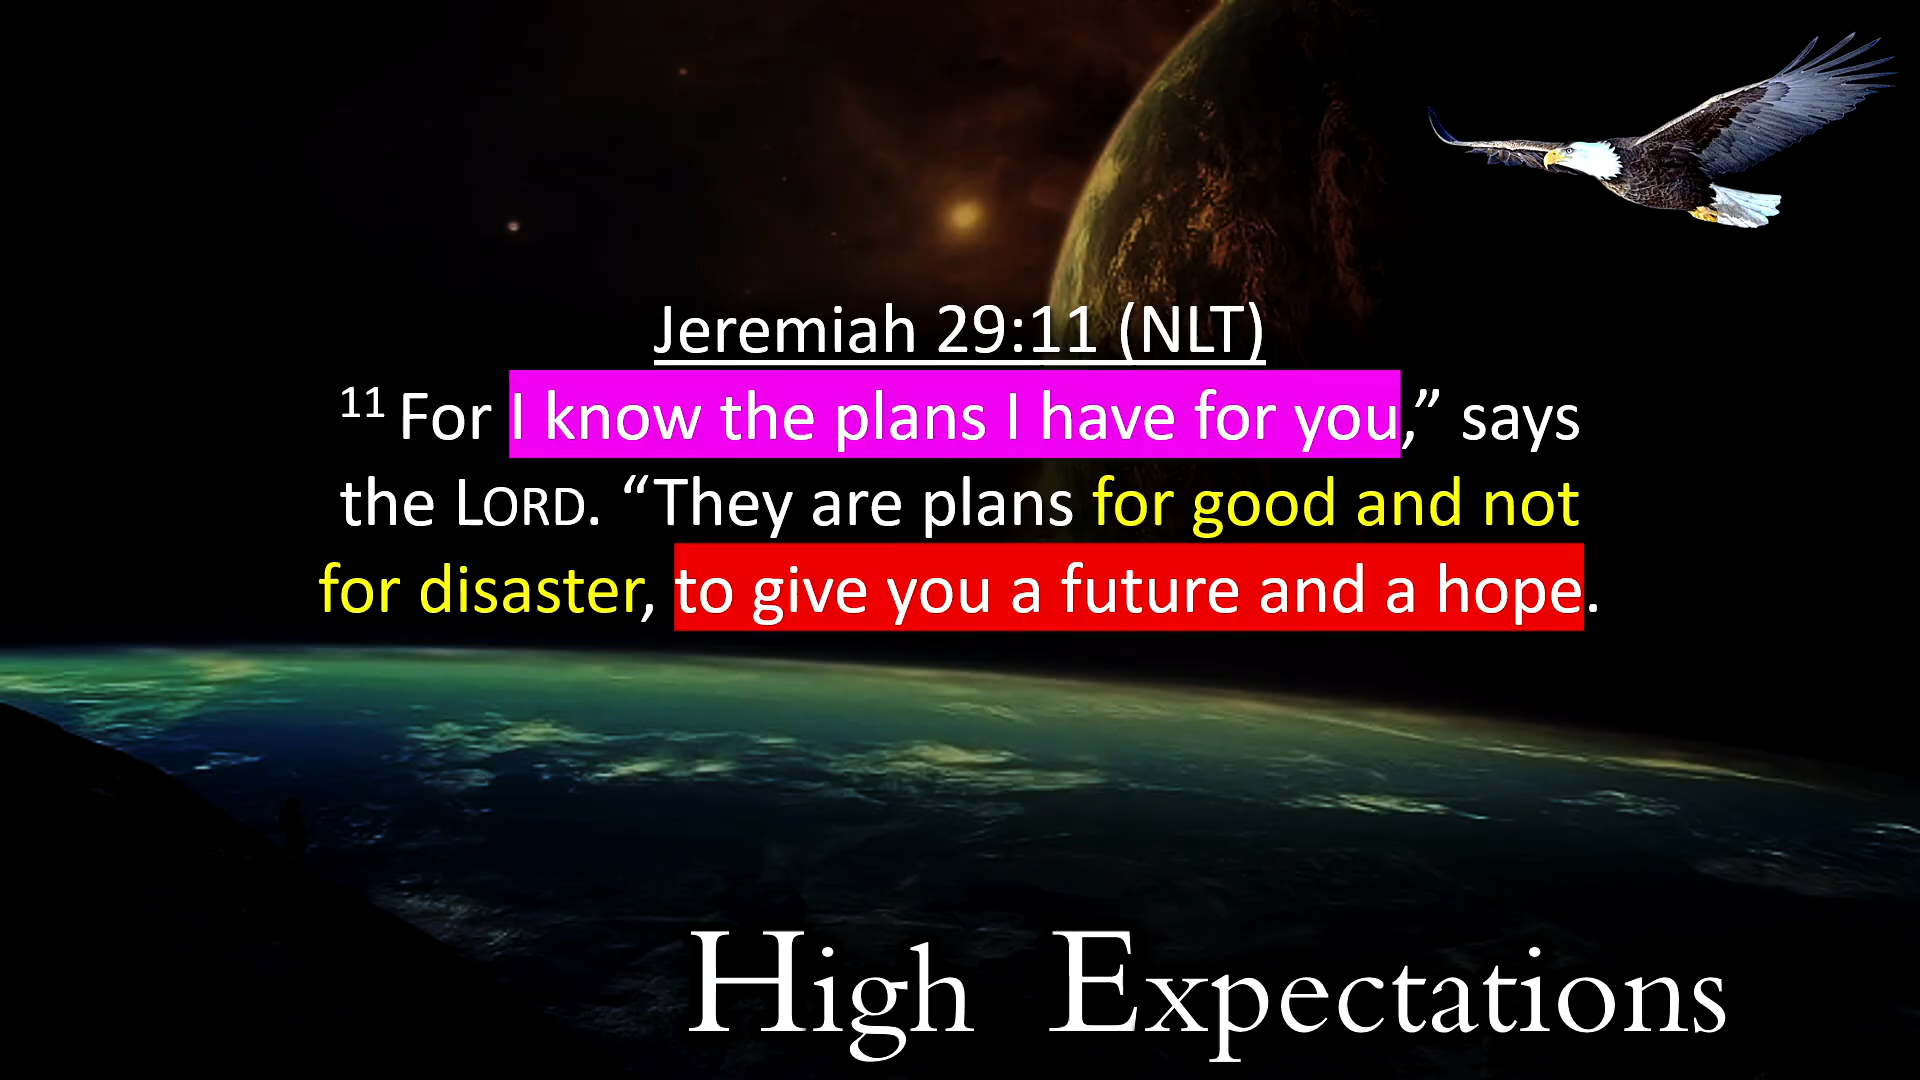 Jeremiah 29:11 (NLT)
11 For I know the plans I have for you,” says
the LORD. “They are plans for good and not
for disaster, to give you a future and a hope.
High Expectations